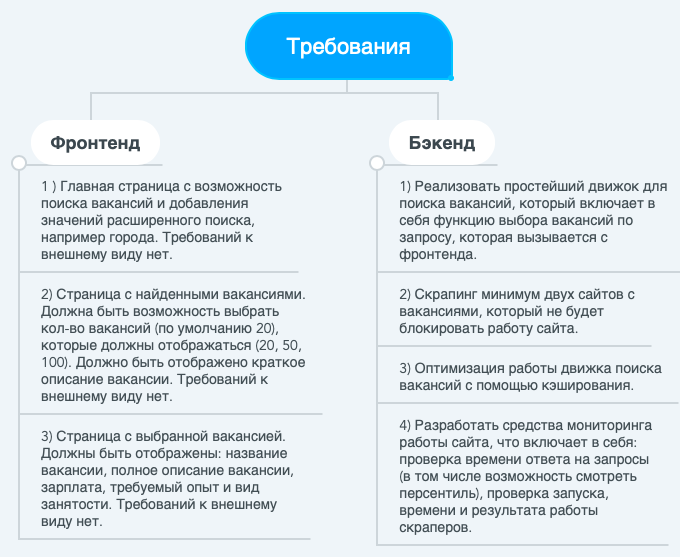 Требования
Фронтенд
1 ) Главная страница с возможность
поиска вакансий и добавления
значений расширенного поиска,
например города. Требований к
внешнему виду нет.
2) Страница с найденными вакансиями.
Должна быть возможность выбрать
кол-во вакансий (по умолчанию 20),
которые должны отображаться (20, 50,
100). Должно быть отображено краткое
описание вакансии. Требований к
внешнему виду нет.
3) Страница с выбранной вакансией.
Должны быть отображены: название
вакансии, полное описание вакансии,
зарплата, требуемый опыт и вид
занятости. Требований к внешнему
виду нет.
Бэкенд
1) Реализовать простейший движок для
поиска вакансий, который включает в
себя функцию выбора вакансий по
запросу, которая вызывается с
фронтенда.
2) Скрапинг минимум двух сайтов с
вакансиями, который не будет
блокировать работу сайта.
3) Оптимизация работы движка поиска
вакансий с помощью кэширования.
4) Разработать средства мониторинга
работы сайта, что включает в себя:
проверка времени ответа на запросы
(в том числе возможность смотреть
персентиль), проверка запуска,
времени и результата работы
скраперов.